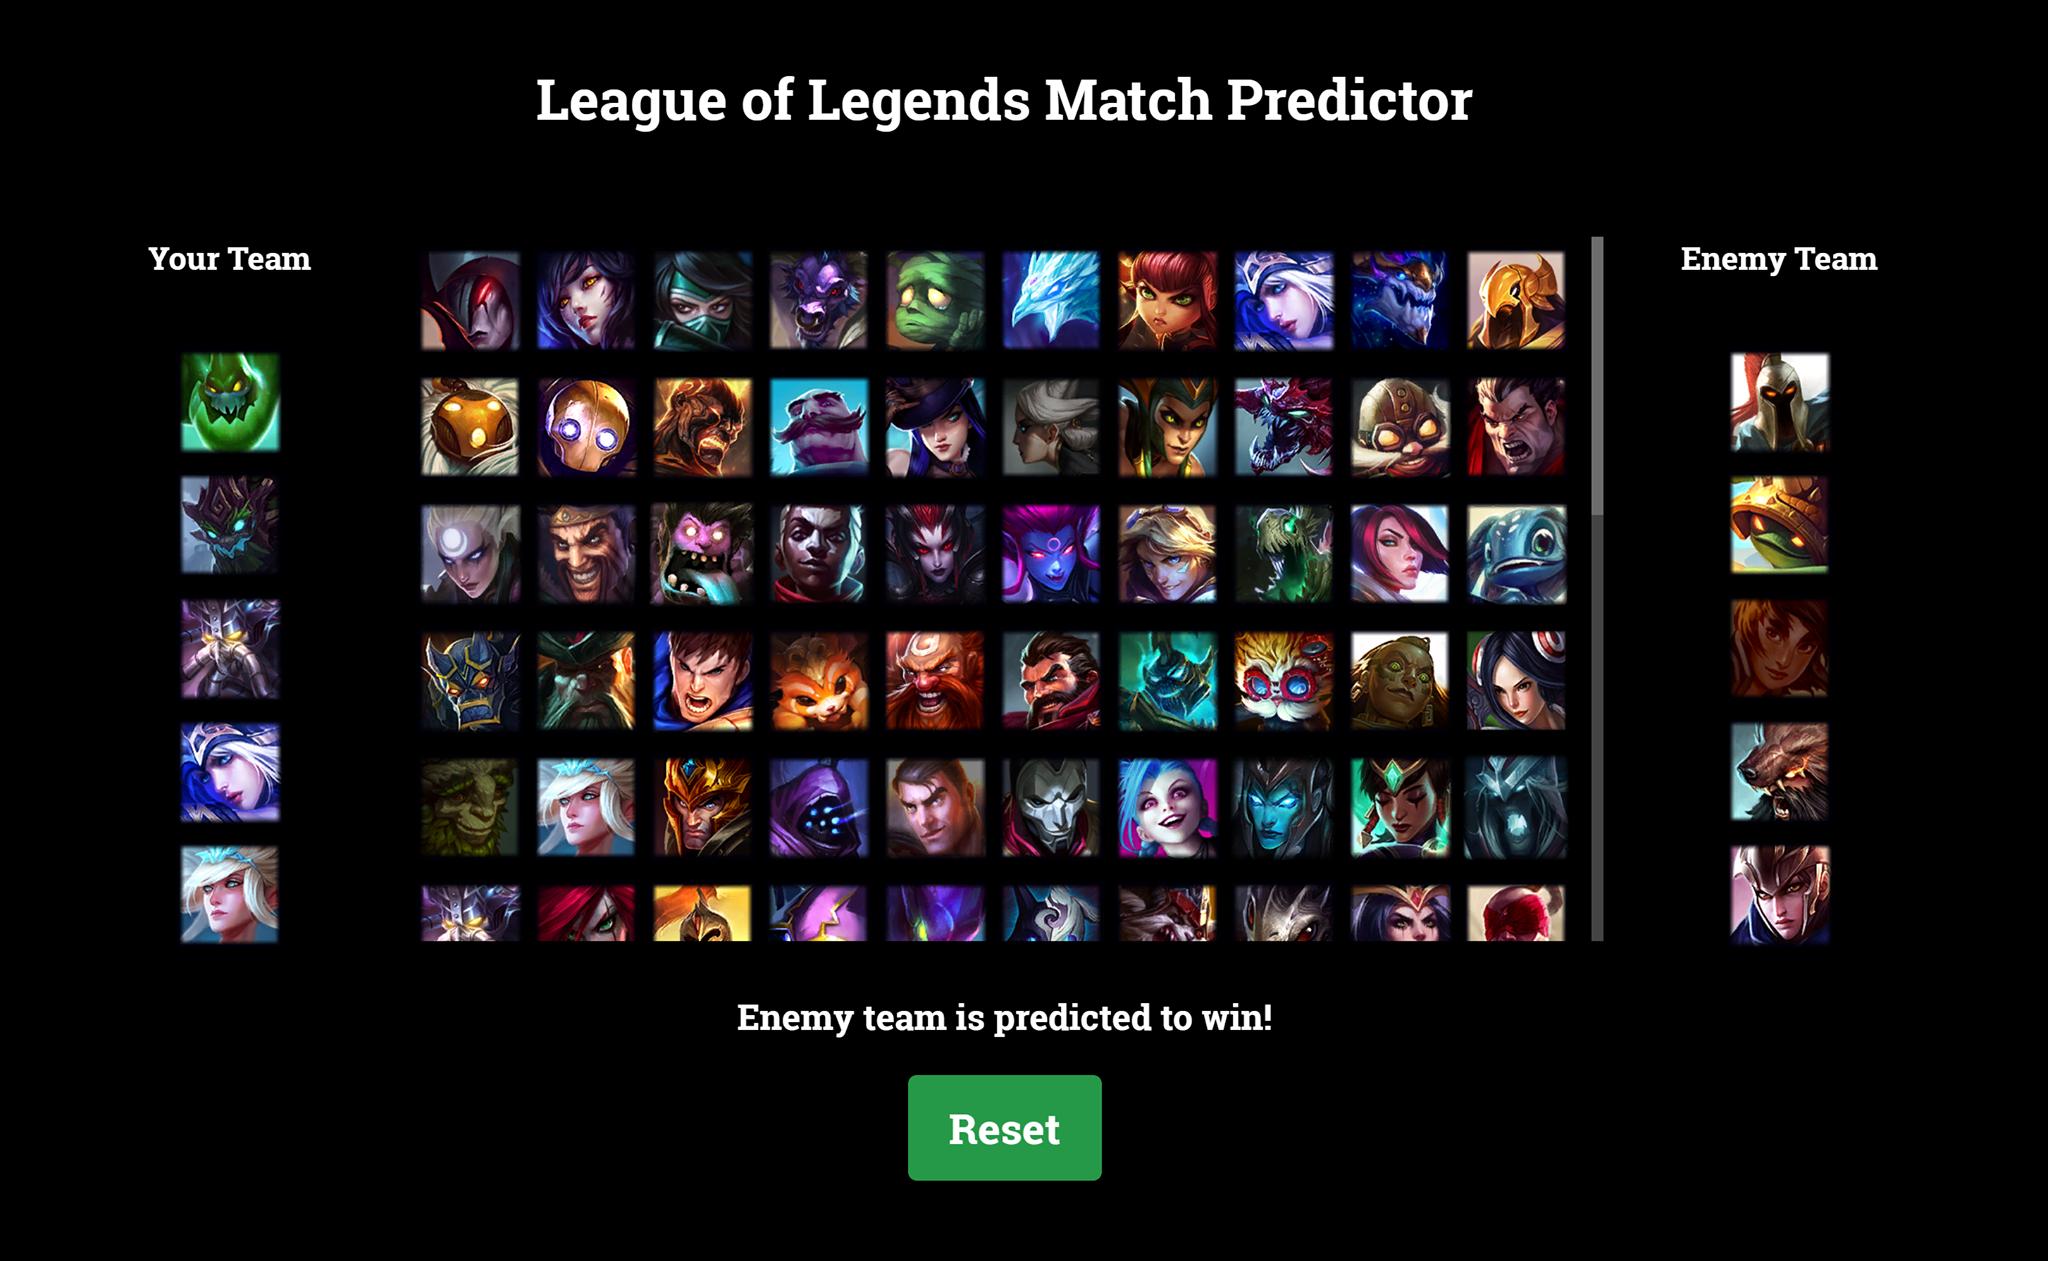 League of Legends Match Predictor
Your Team
Enemy Team
Enemy team is predicted to win!
Reset